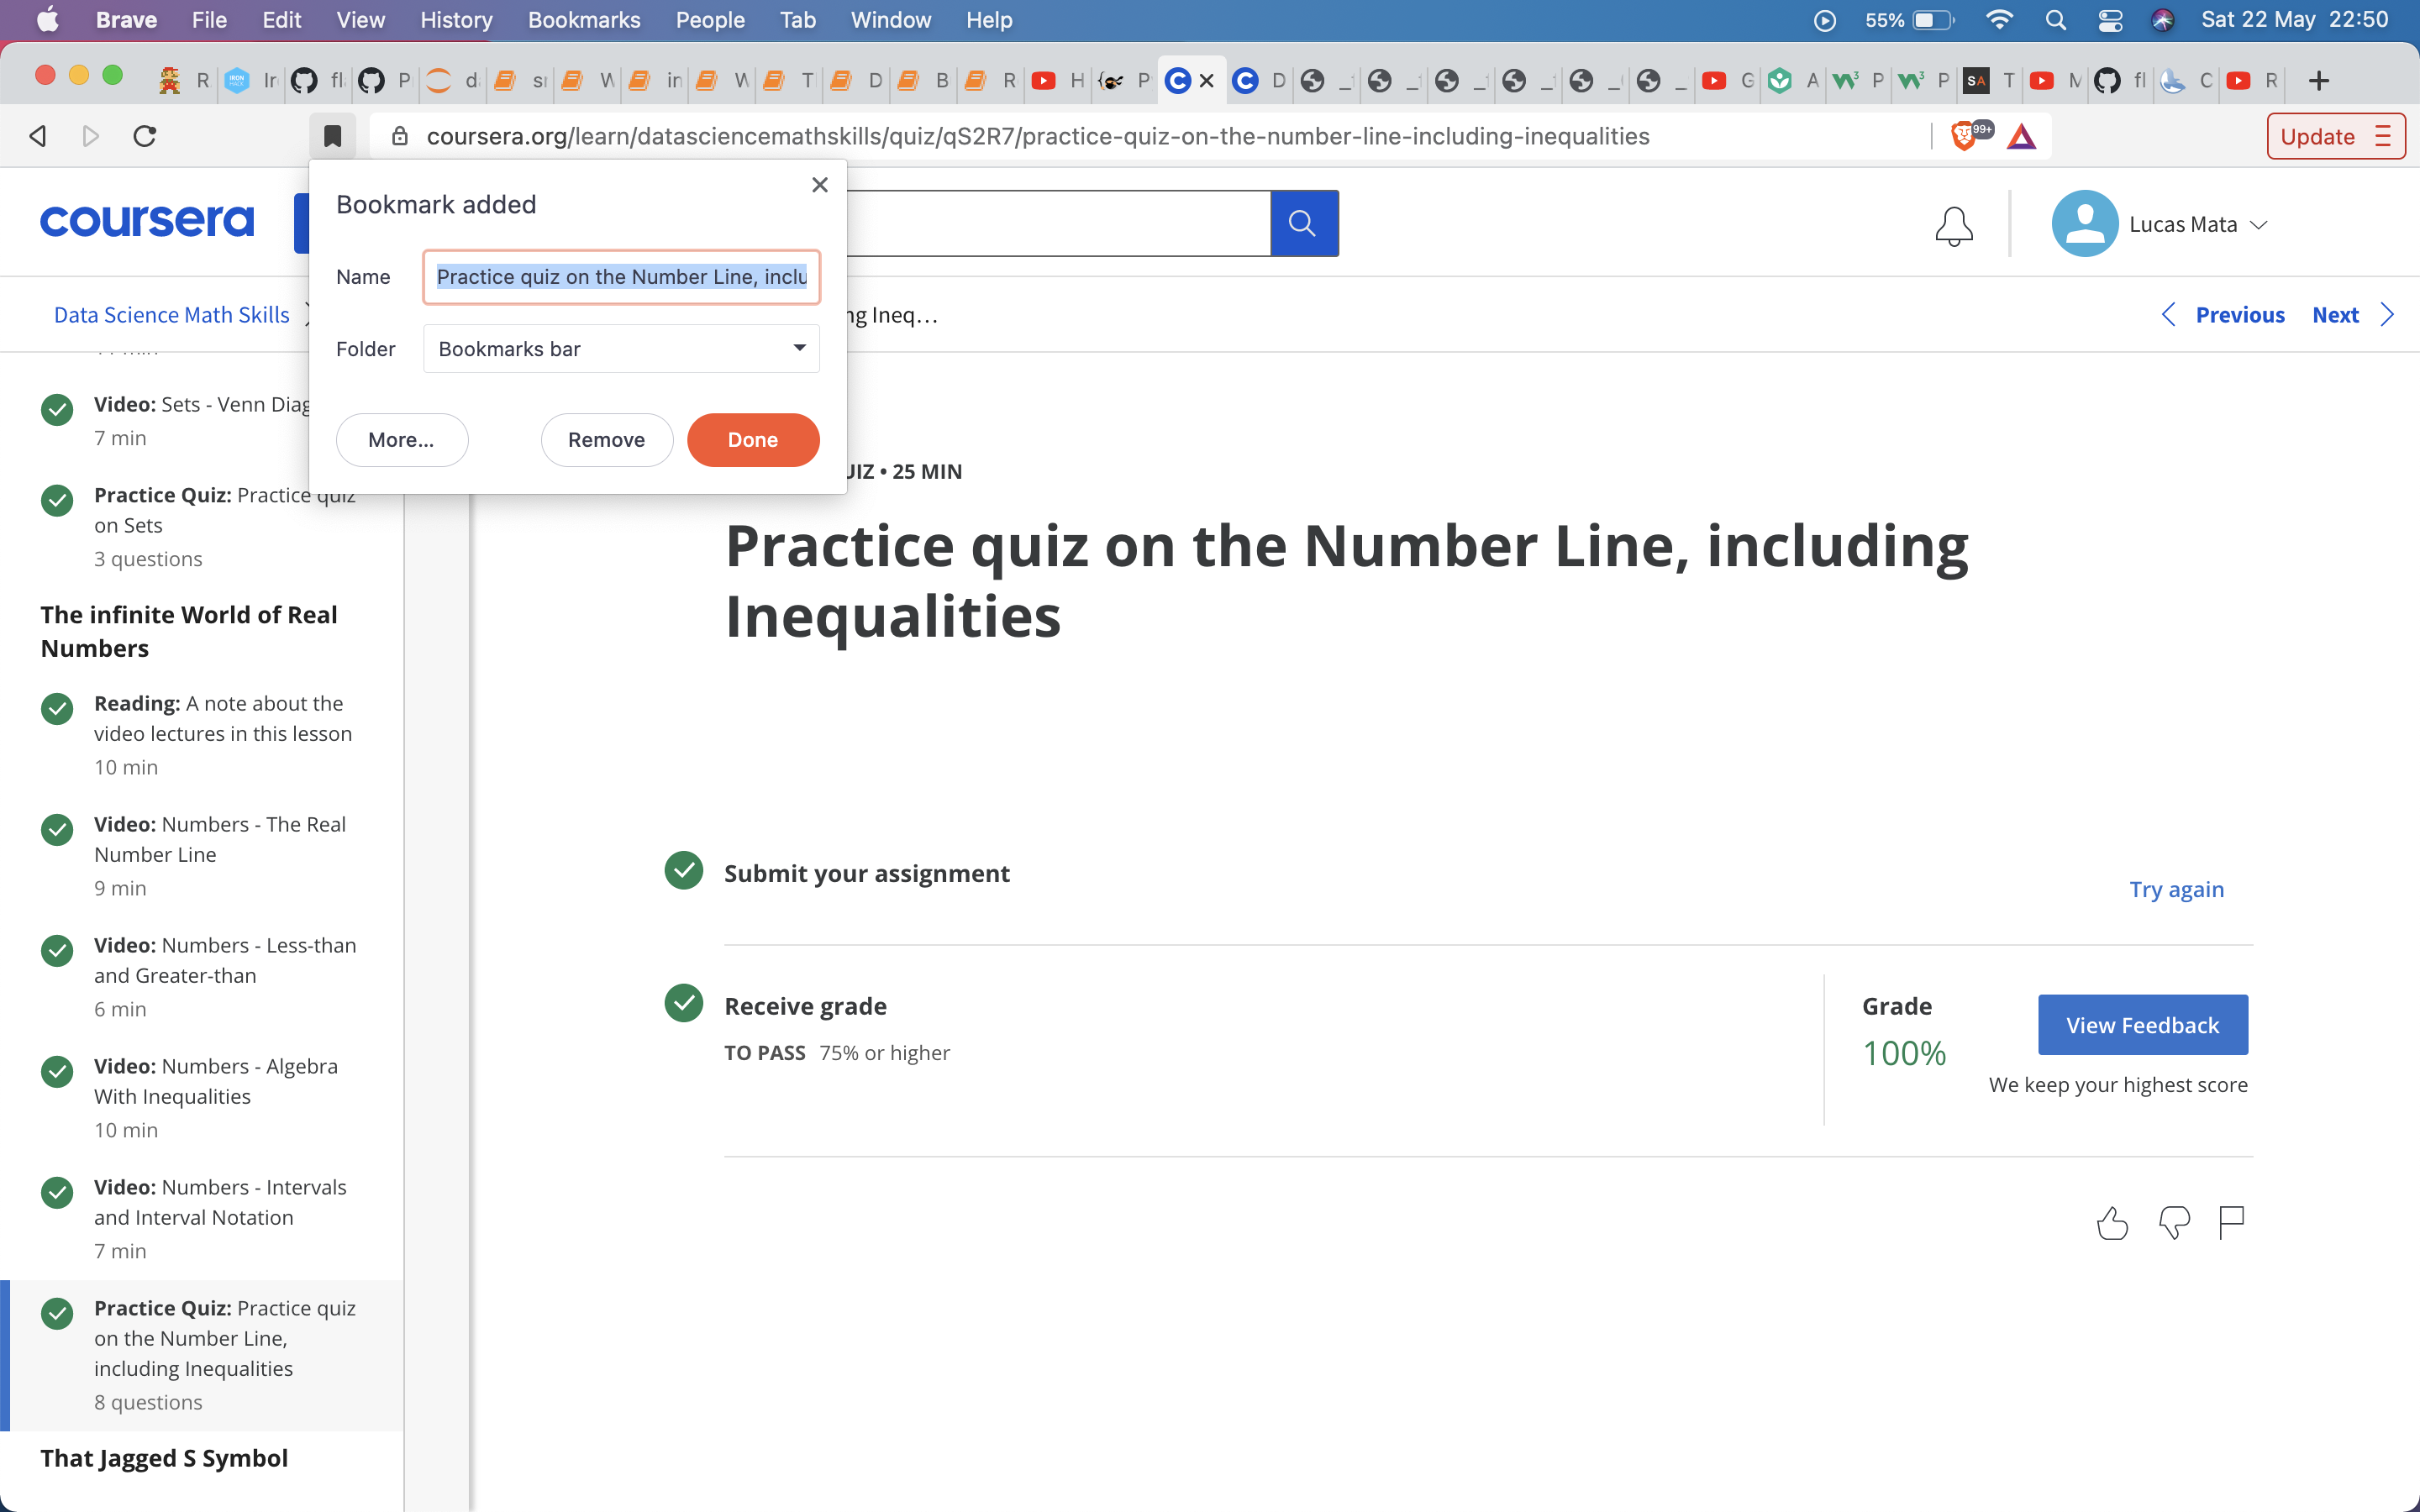 Brave File Edit View History Bookmarks People Tab Window Help 55% Sat 22 May 22:50
coursera.org/learn/datasciencemathskills/quiz/qS2R7/practice-quiz-on-the-number-line-including-inequalities 99+ Update
Bookmark added
Name Practice quiz on the Number Line, inclu
Folder Bookmarks bar
More... Remove Done
coursera Lucas Mata
Data Science Math Skills ng Ineq... Previous Next
Video: Sets - Venn Diag
7 min
Practice Quiz: Practice quiz
on Sets
3 questions
The infinite World of Real
Numbers
Reading: A note about the
video lectures in this lesson
10 min
Video: Numbers - The Real
Number Line
9 min
Video: Numbers - Less-than
and Greater-than
6 min
Video: Numbers - Algebra
With Inequalities
10 min
Video: Numbers - Intervals
and Interval Notation
7 min
Practice Quiz: Practice quiz
on the Number Line,
including Inequalities
8 questions
That Jagged S Symbol
UIZ • 25 MIN
Practice quiz on the Number Line, including
Inequalities
Submit your assignment
Try again
Receive grade
TO PASS 75% or higher
Grade
100%
View Feedback
We keep your highest score